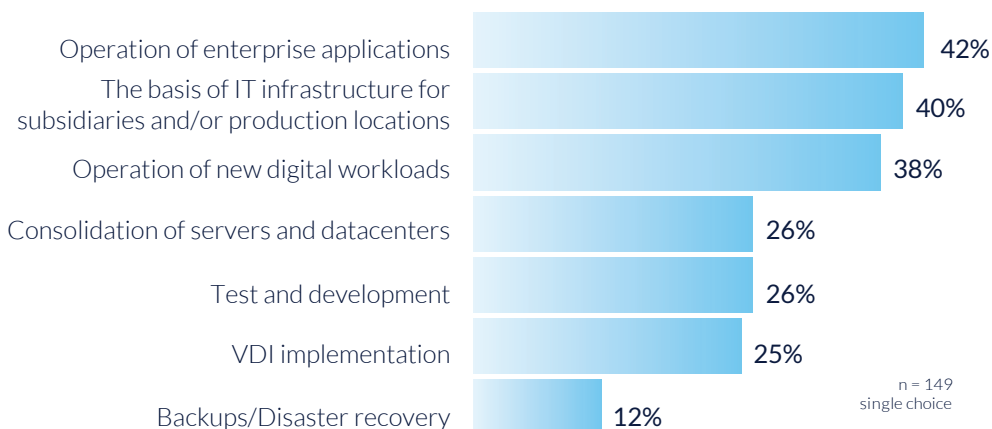 Operation of enterprise applications
42%
The basis of IT infrastructure for
subsidiaries and/or production locations
40%
Operation of new digital workloads
38%
Consolidation of servers and datacenters
26%
Test and development
26%
VDI implementation
25%
Backups/Disaster recovery
12%
n = 149
single choice